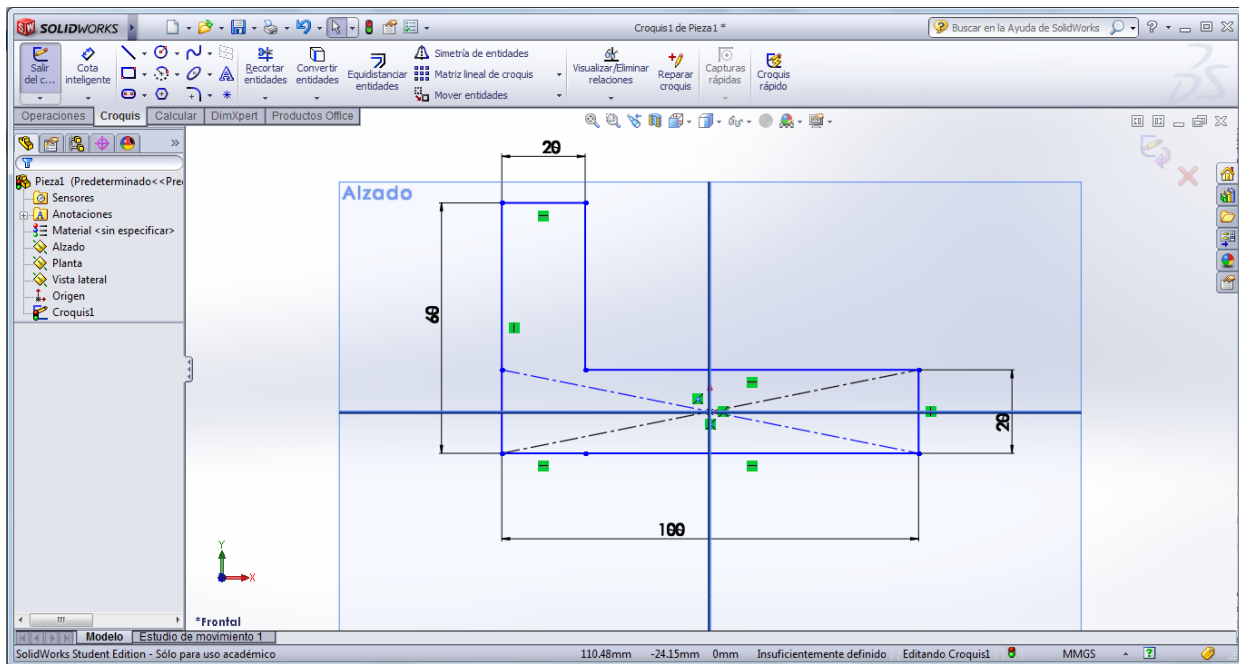 SOLIDWORKS
Croquis1 de Pieza1 *
Buscar en la Ayuda de SolidWorks
Salir del c...
Cota inteligente
Recortar entidades
Convertir entidades
Equidistanciar entidades
Simetría de entidades
Matriz lineal de croquis
Mover entidades
Visualizar/Eliminar relaciones
Reparar croquis
Capturas rápidas
Croquis rápido
Operaciones Croquis Calcular DimXpert Productos Office
Pieza1 (Predeterminado<<Pre
Sensores
Anotaciones
Material <sin especificar>
Alzado
Planta
Vista lateral
Origen
Croquis1
Alzado
20
60
20
100
Y
X
*Frontal
Modelo Estudio de movimiento 1
SolidWorks Student Edition - Sólo para uso académico 110.48mm -24.15mm 0mm Insuficientemente definido Editando Croquis1 MMGS